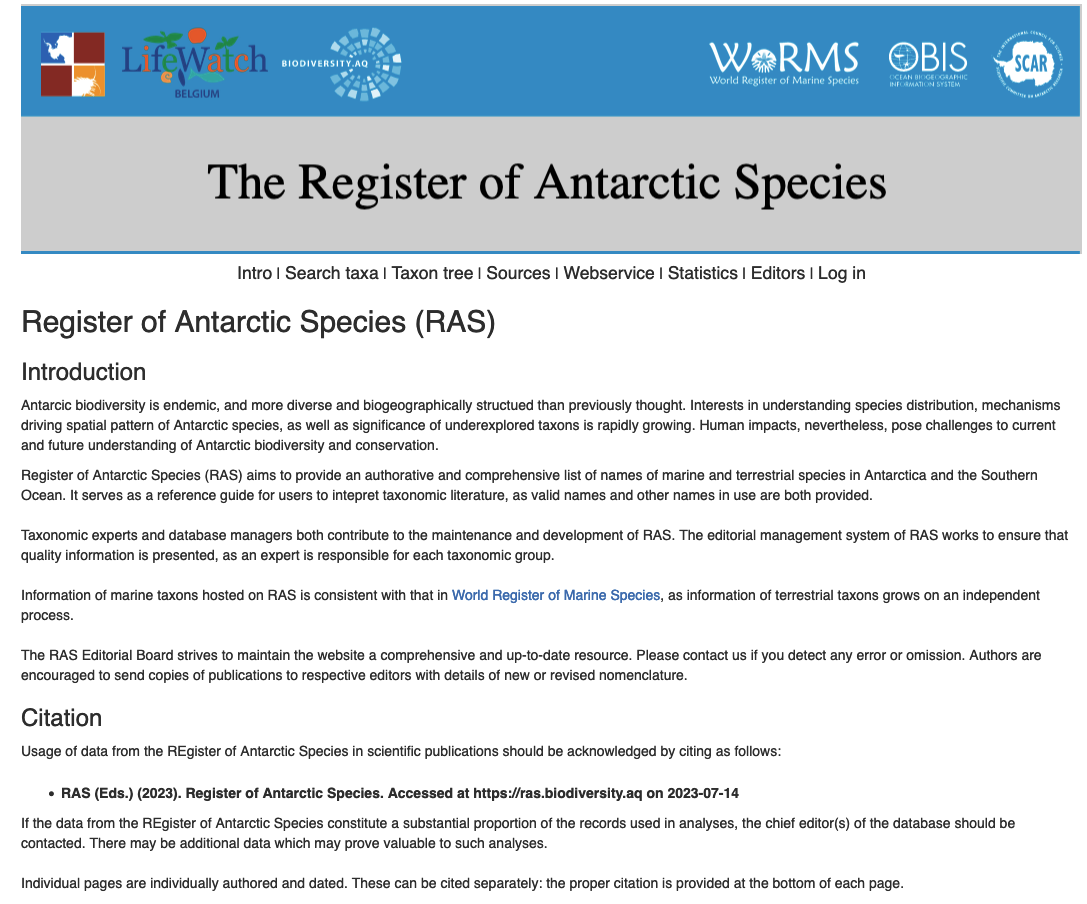 LifeWatch
BELGIUM
BIODIVERSITY.AQ
WoRMS
World Register of Marine Species
OBIS
OCEAN BIOGEOGRAPHIC
INFORMATION SYSTEM
SCAR
The Register of Antarctic Species
Intro | Search taxa | Taxon tree | Sources | Webservice | Statistics | Editors | Log in
Register of Antarctic Species (RAS)
Introduction
Antarcic biodiversity is endemic, and more diverse and biogeographically structued than previously thought. Interests in understanding species distribution, mechanisms
driving spatial pattern of Antarctic species, as well as significance of underexplored taxons is rapidly growing. Human impacts, nevertheless, pose challenges to current
and future understanding of Antarctic biodiversity and conservation.
Register of Antarctic Species (RAS) aims to provide an authorative and comprehensive list of names of marine and terrestrial species in Antarctica and the Southern
Ocean. It serves as a reference guide for users to intepret taxonomic literature, as valid names and other names in use are both provided.
Taxonomic experts and database managers both contribute to the maintenance and development of RAS. The editorial management system of RAS works to ensure that
quality information is presented, as an expert is responsible for each taxonomic group.
Information of marine taxons hosted on RAS is consistent with that in World Register of Marine Species, as information of terrestrial taxons grows on an independent
process.
The RAS Editorial Board strives to maintain the website a comprehensive and up-to-date resource. Please contact us if you detect any error or omission. Authors are
encouraged to send copies of publications to respective editors with details of new or revised nomenclature.
Citation
Usage of data from the REgister of Antarctic Species in scientific publications should be acknowledged by citing as follows:
• RAS (Eds.) (2023). Register of Antarctic Species. Accessed at https://ras.biodiversity.aq on 2023-07-14
If the data from the REgister of Antarctic Species constitute a substantial proportion of the records used in analyses, the chief editor(s) of the database should be
contacted. There may be additional data which may prove valuable to such analyses.
Individual pages are individually authored and dated. These can be cited separately: the proper citation is provided at the bottom of each page.